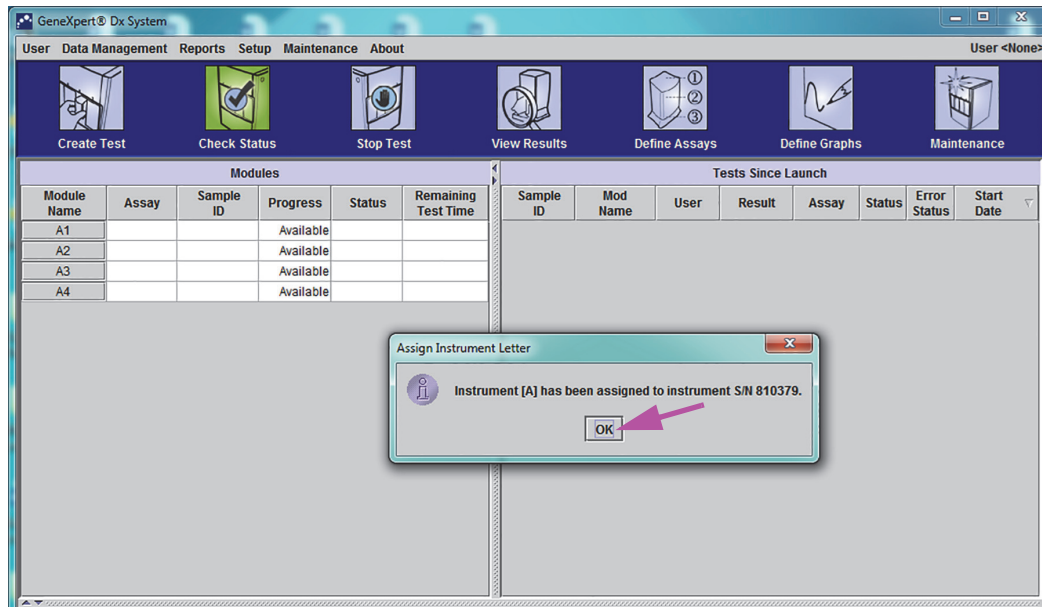 GeneXpert® Dx System
User Data Management Reports Setup Maintenance About User <None>
Create Test Check Status Stop Test View Results Define Assays Define Graphs Maintenance
① ② ③
Modules
Module Name Assay Sample ID Progress Status Remaining Test Time
A1 Available
A2 Available
A3 Available
A4 Available
Tests Since Launch
Sample ID Mod Name User Result Assay Status Error Status Start Date
Assign Instrument Letter
Instrument [A] has been assigned to instrument S/N 810379.
OK